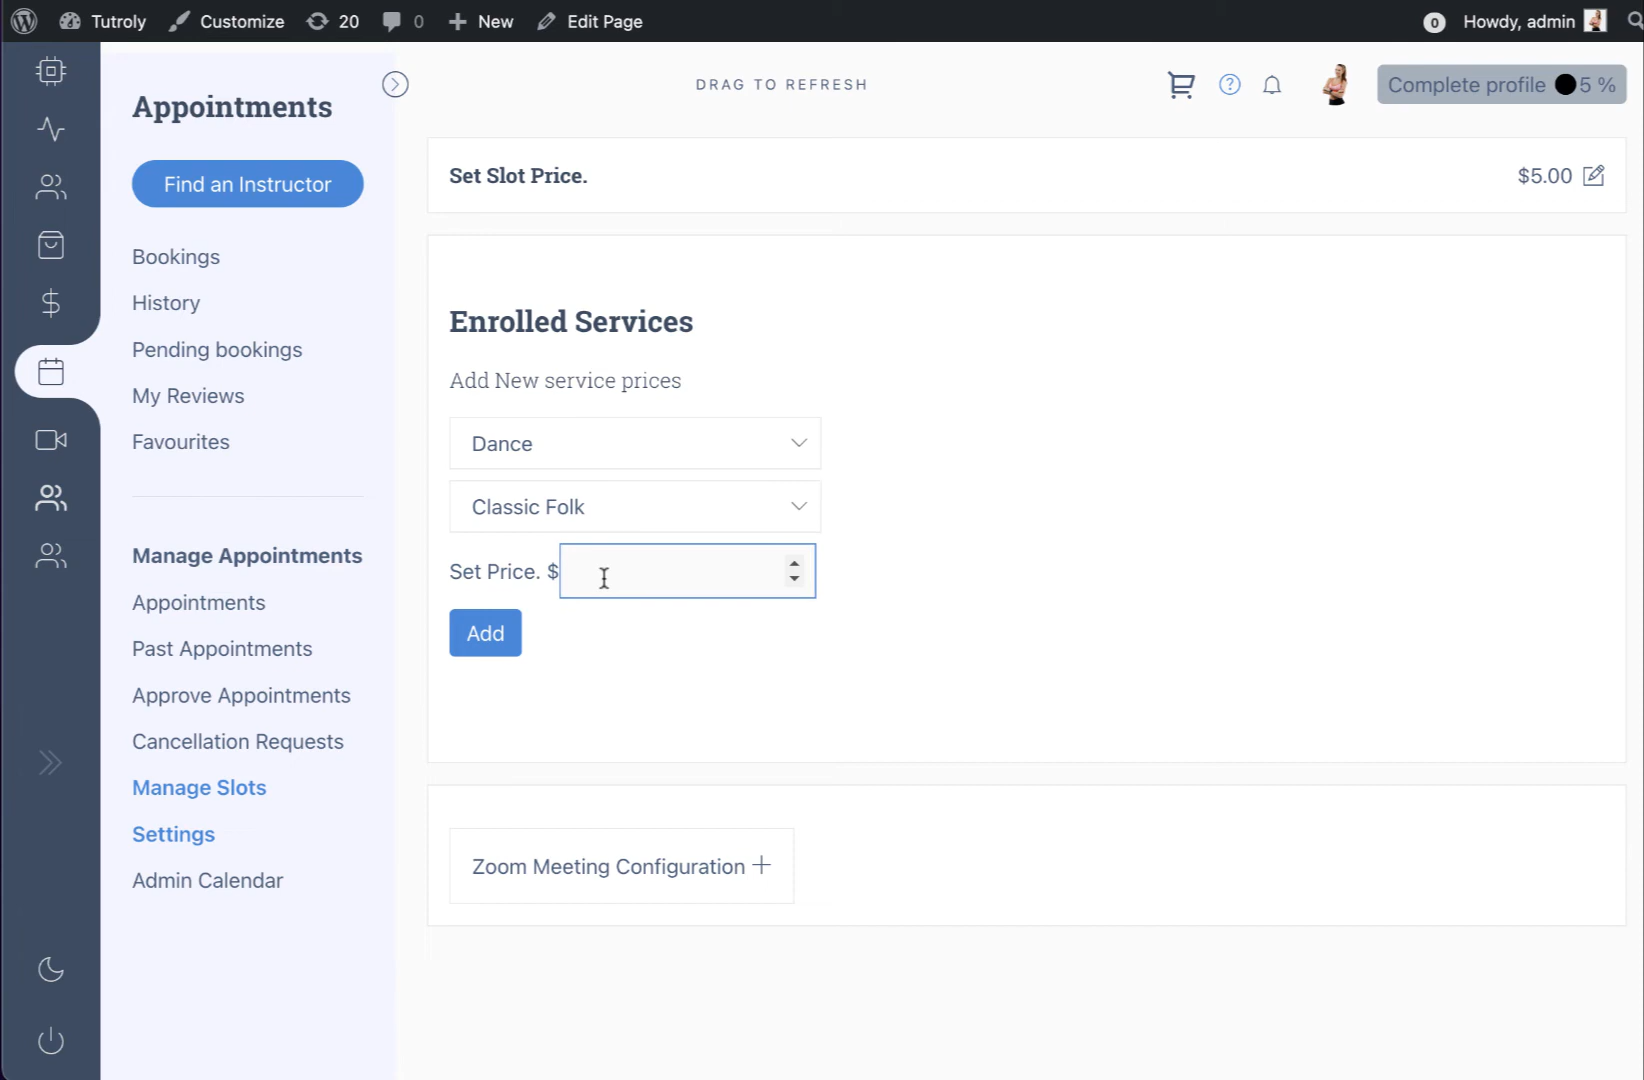 Tutroly Customize 20 0 New Edit Page 0 Howdy, admin
Appointments
DRAG TO REFRESH
Complete profile 5 %
Find an Instructor
Bookings
History
Pending bookings
My Reviews
Favourites
Manage Appointments
Appointments
Past Appointments
Approve Appointments
Cancellation Requests
Manage Slots
Settings
Admin Calendar
Set Slot Price.
$5.00
Enrolled Services
Add New service prices
Dance
Classic Folk
Set Price. $
Add
Zoom Meeting Configuration +